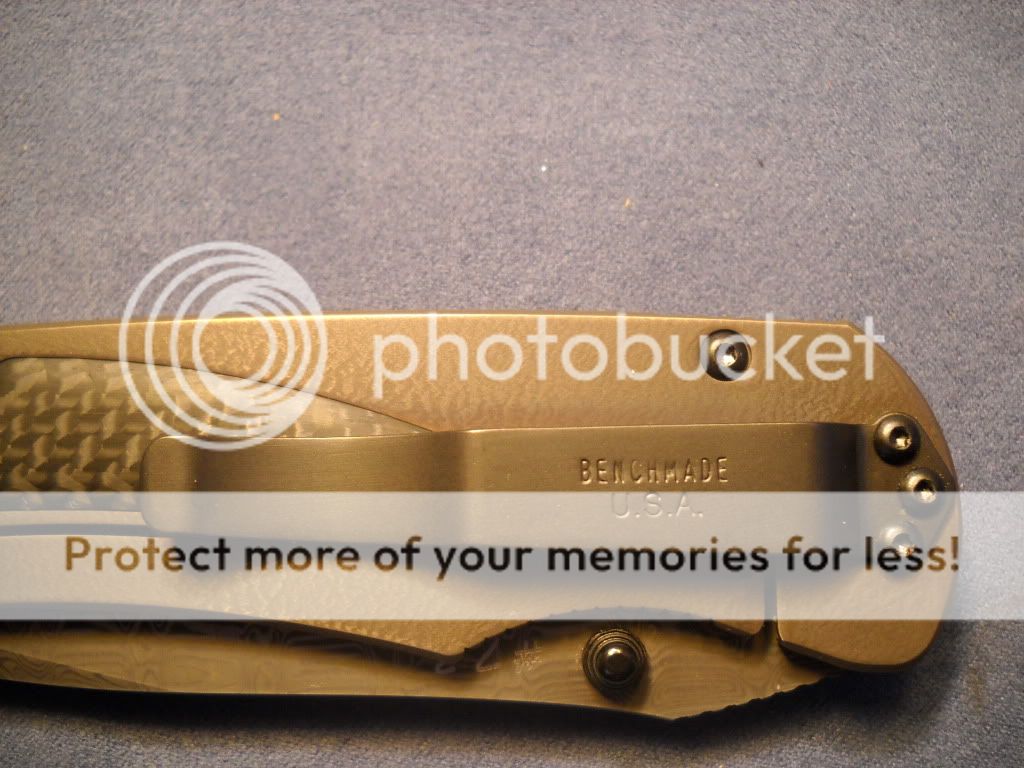 photobucket
BENCHMADE
U.S.A.
Protect more of your memories for less!